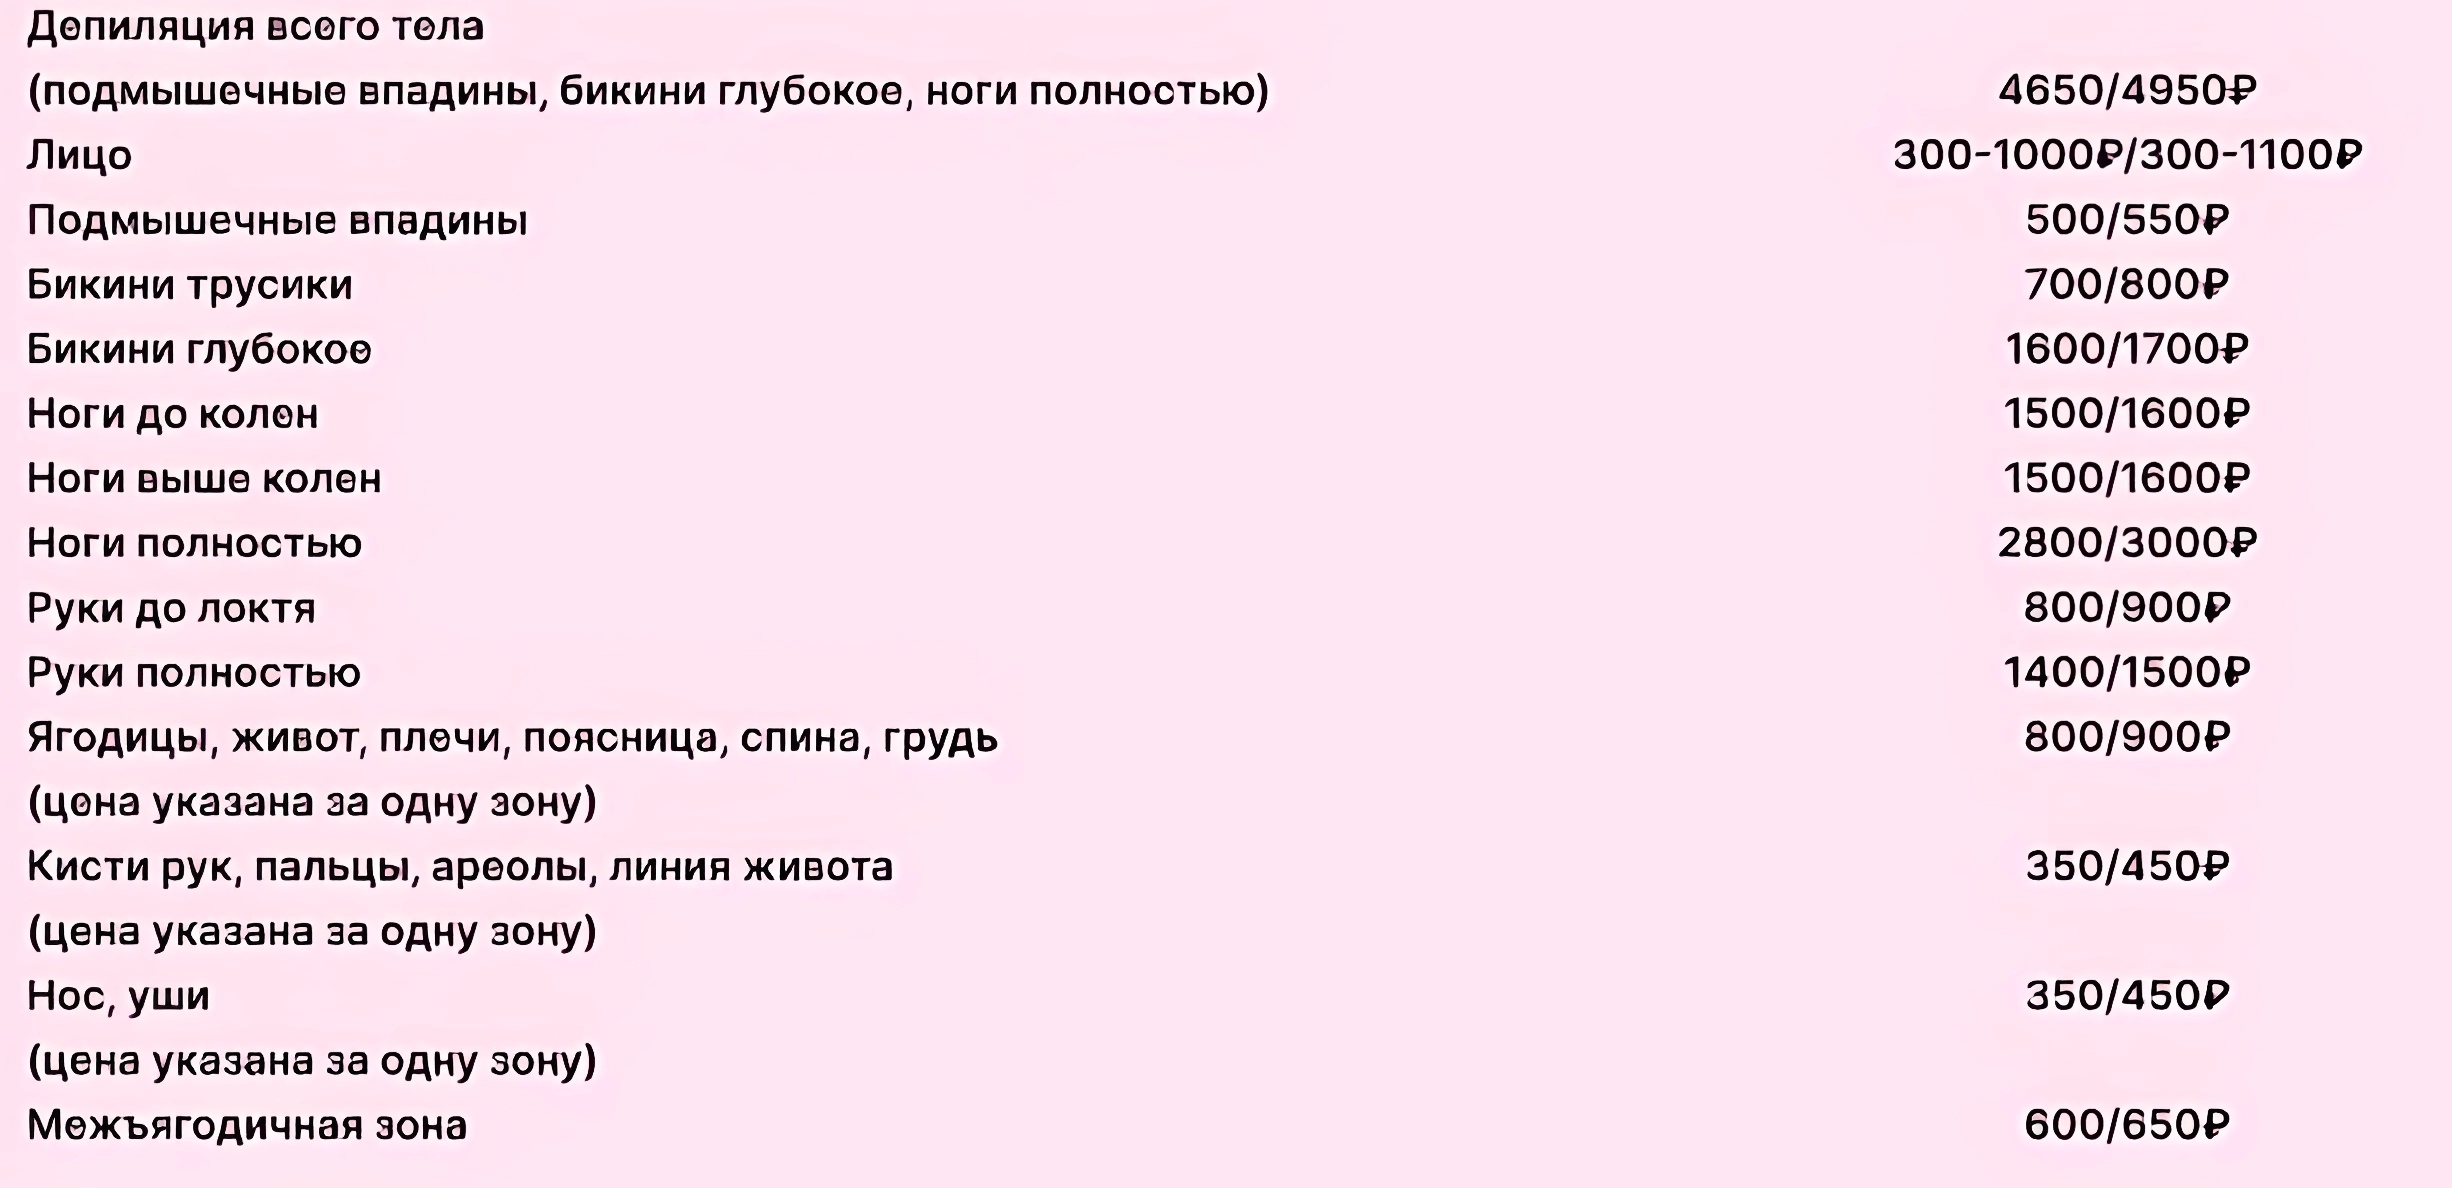 Депиляция всего тела
(подмышечные впадины, бикини глубокое, ноги полностью) 4650/4950₽
Лицо 300-1000₽/300-1100₽
Подмышечные впадины 500/550₽
Бикини трусики 700/800₽
Бикини глубокое 1600/1700₽
Ноги до колен 1500/1600₽
Ноги выше колен 1500/1600₽
Ноги полностью 2800/3000₽
Руки до локтя 800/900₽
Руки полностью 1400/1500₽
Ягодицы, живот, плечи, поясница, спина, грудь 800/900₽
(цена указана за одну зону)
Кисти рук, пальцы, ареолы, линия живота 350/450₽
(цена указана за одну зону)
Нос, уши 350/450₽
(цена указана за одну зону)
Межъягодичная зона 600/650₽